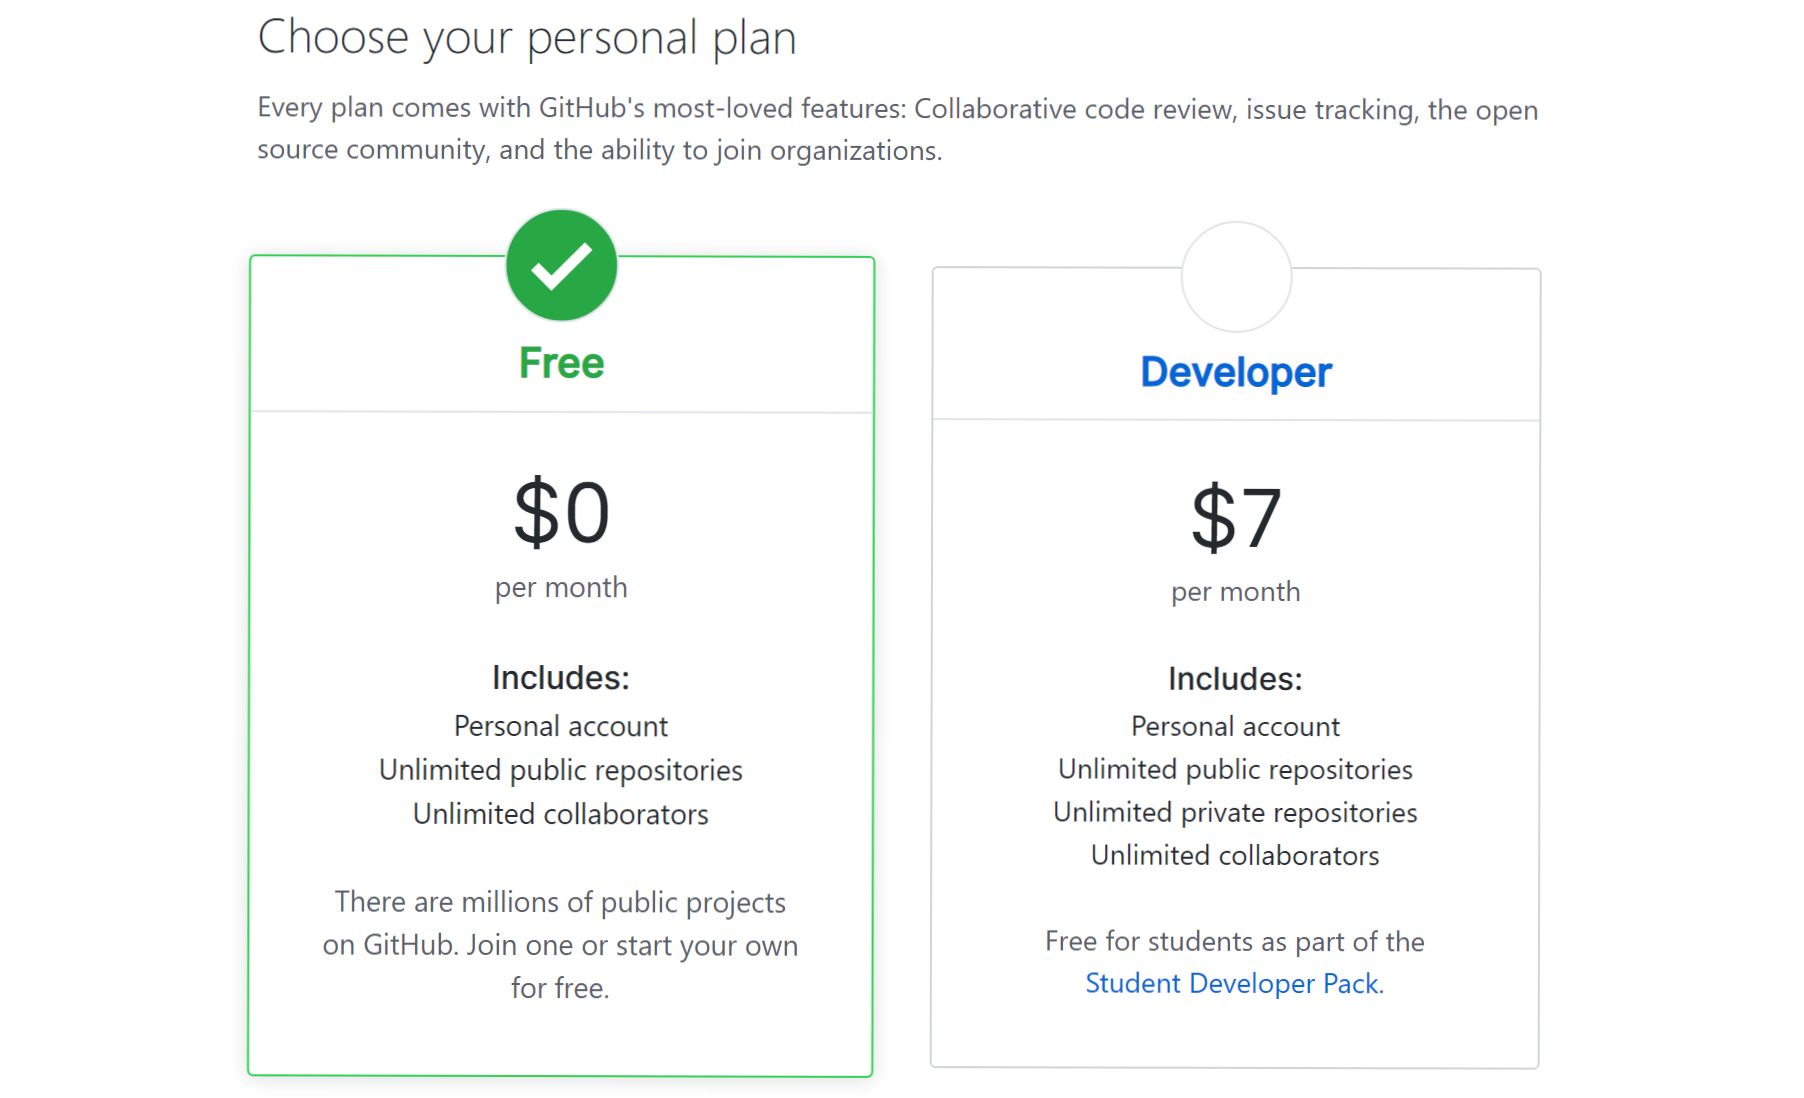 Choose your personal plan
Every plan comes with GitHub's most-loved features: Collaborative code review, issue tracking, the open
source community, and the ability to join organizations.
Free
$0
per month
Includes:
Personal account
Unlimited public repositories
Unlimited collaborators
There are millions of public projects
on GitHub. Join one or start your own
for free.
Developer
$7
per month
Includes:
Personal account
Unlimited public repositories
Unlimited private repositories
Unlimited collaborators
Free for students as part of the
Student Developer Pack.